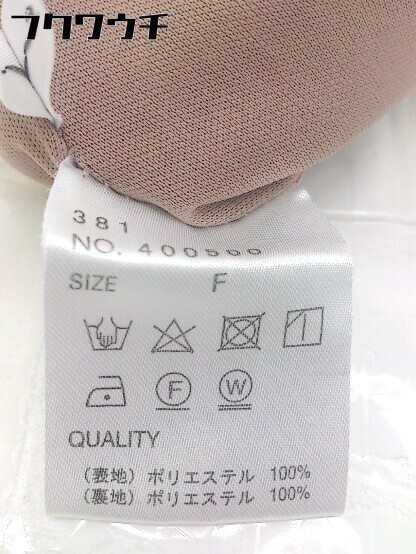 フクワウチ
381
NO. 400500
SIZE F
F W
QUALITY
(表地) ポリエステル 100%
(裏地) ポリエステル 100%